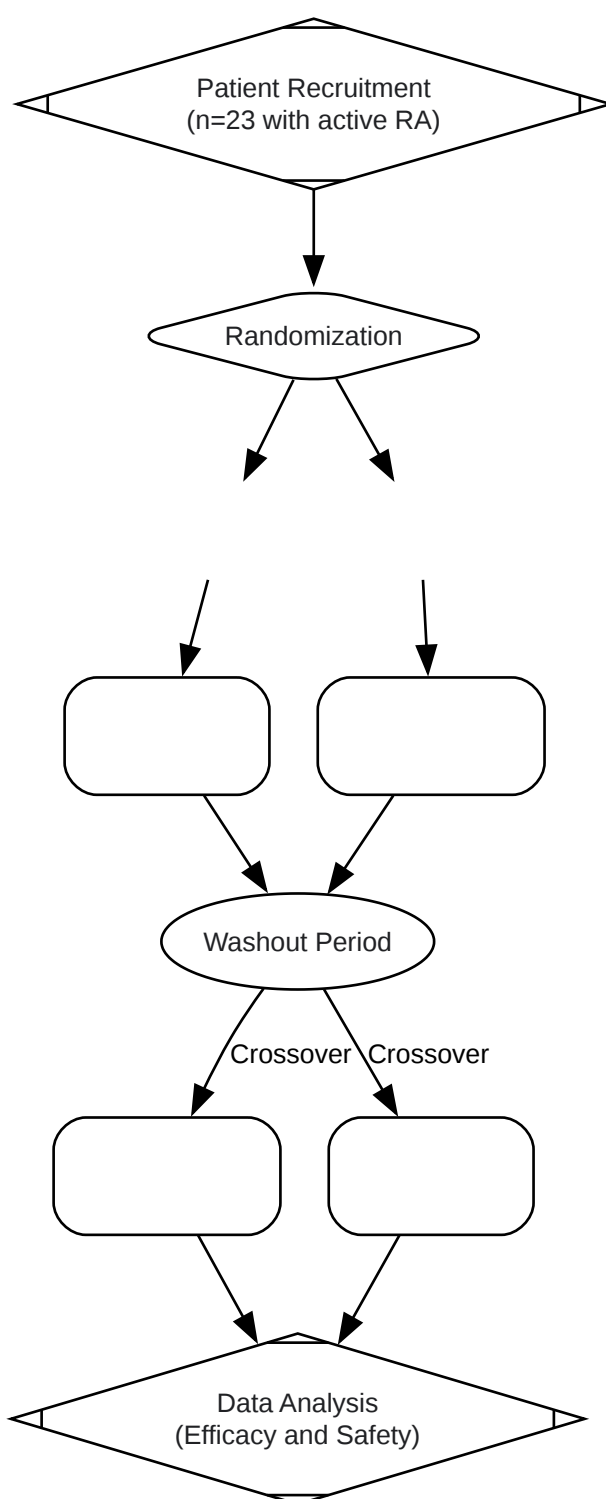 Patient Recruitment
(n=23 with active RA)
Randomization
Washout Period
Crossover Crossover
Data Analysis
(Efficacy and Safety)